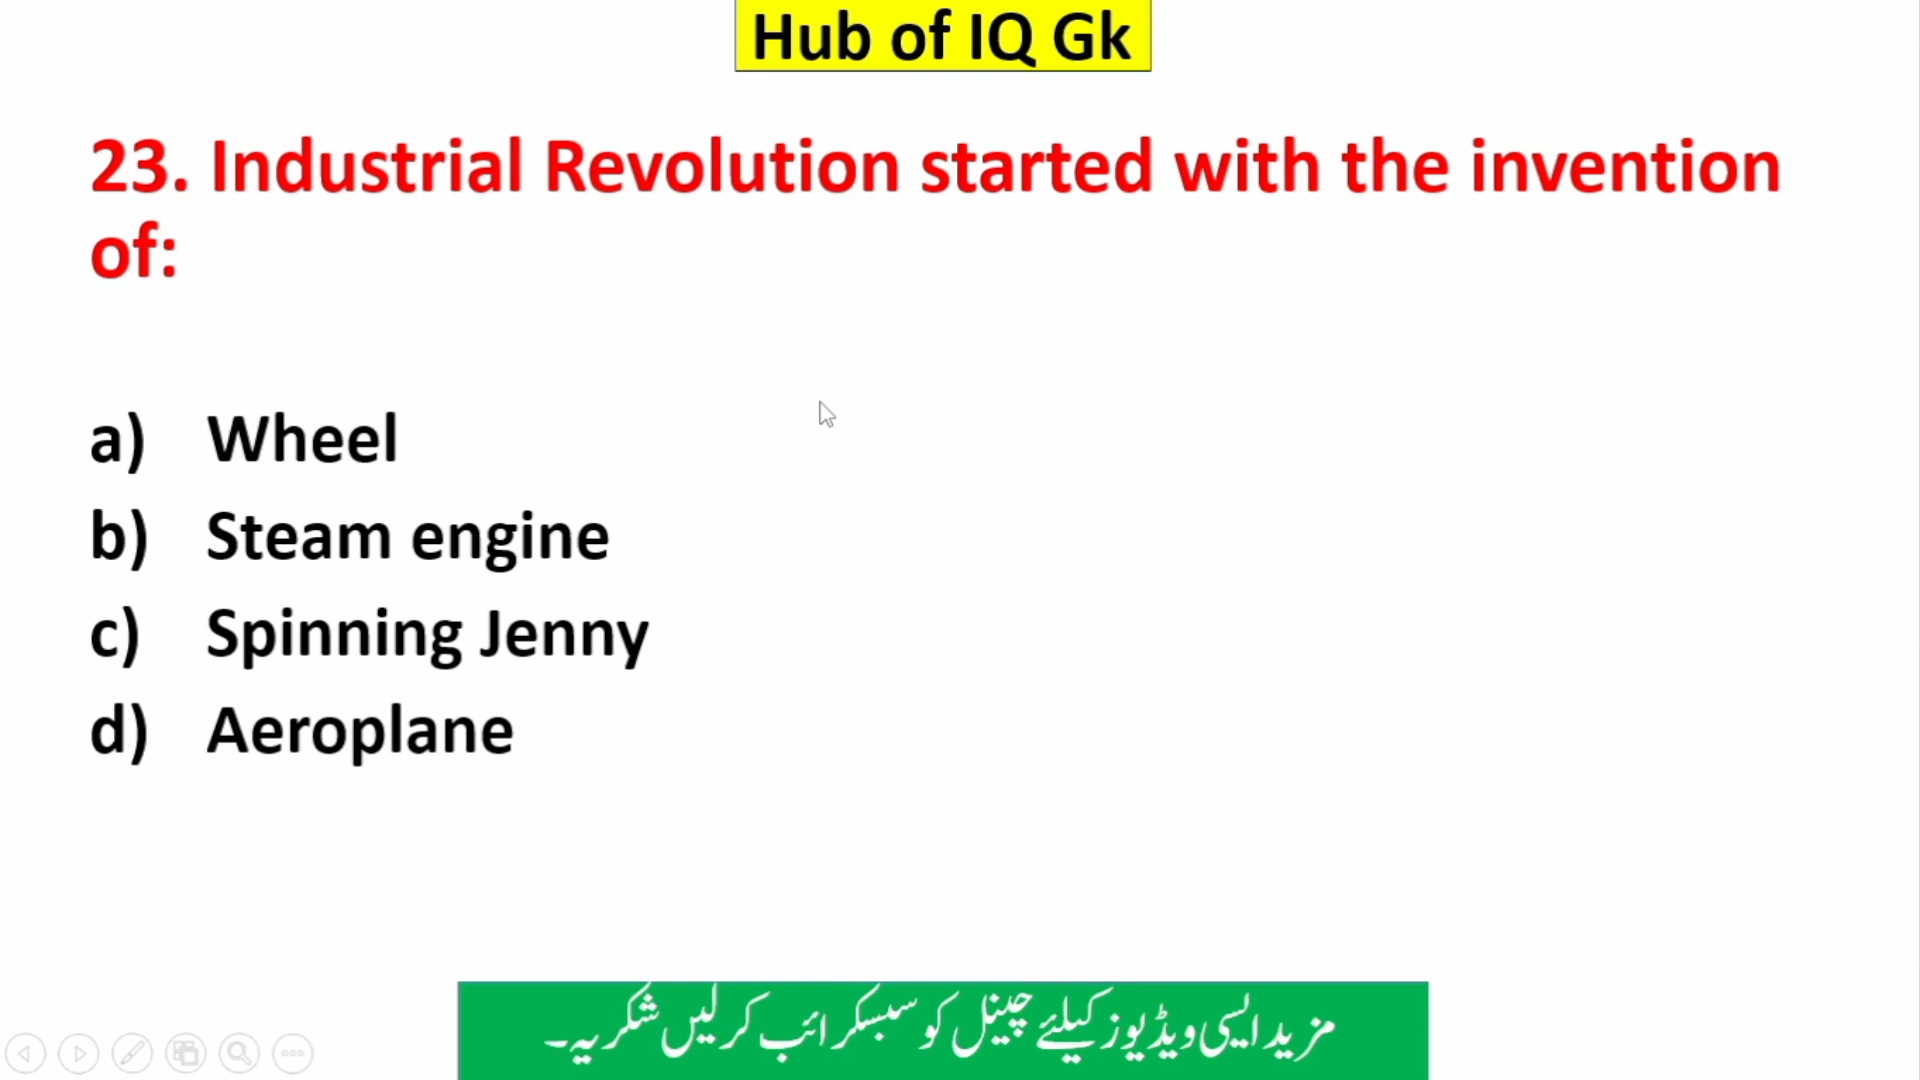 Hub of IQ Gk
23. Industrial Revolution started with the invention
of:
a) Wheel
b) Steam engine
c) Spinning Jenny
d) Aeroplane
مزید ایسی ویڈیوز کیلئے چینل کو سبسکرائب کر لیں شکریہ۔